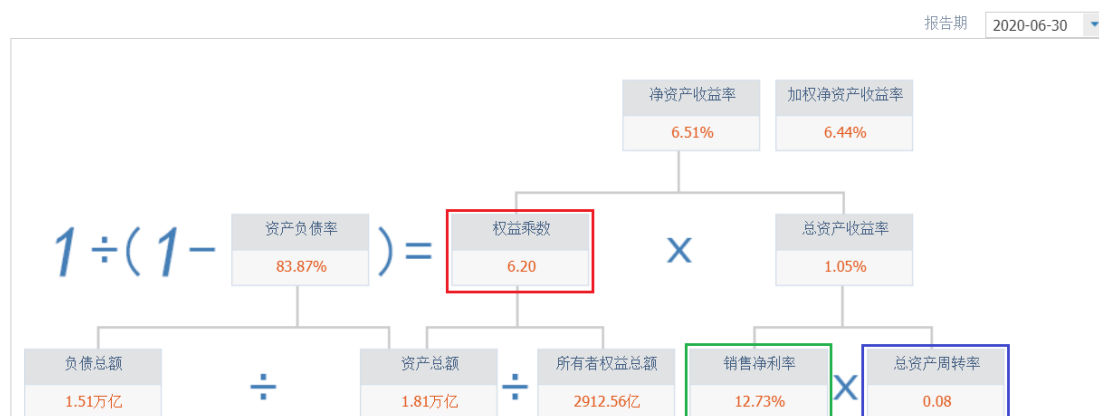 报告期 2020-06-30
净资产收益率 加权净资产收益率
6.51% 6.44%
资产负债率 权益乘数 总资产收益率
1÷(1- 83.87% )= 6.20 x 1.05%
负债总额 资产总额 所有者权益总额 销售净利率 总资产周转率
1.51万亿 ÷ 1.81万亿 ÷ 2912.56亿 12.73% x 0.08